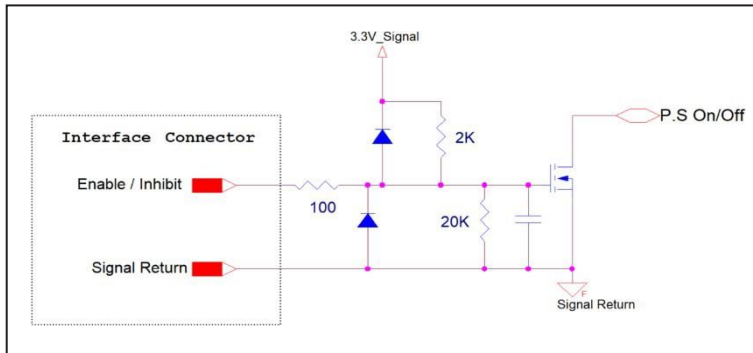 3.3V_Signal
P.S On/Off
Interface Connector
2K
Enable / Inhibit
100
20K
Signal Return
F
Signal Return